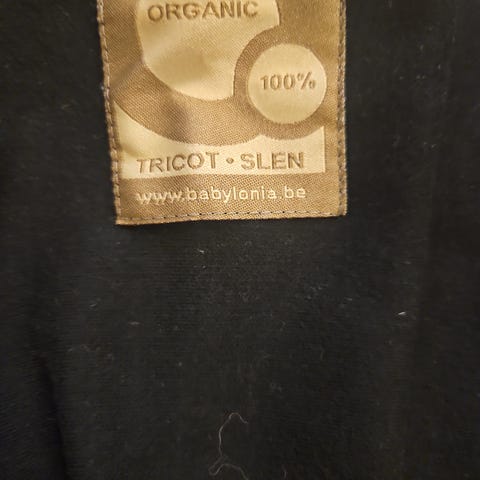 ORGANIC
100%
TRICOT • SLEN
www.babylonia.be